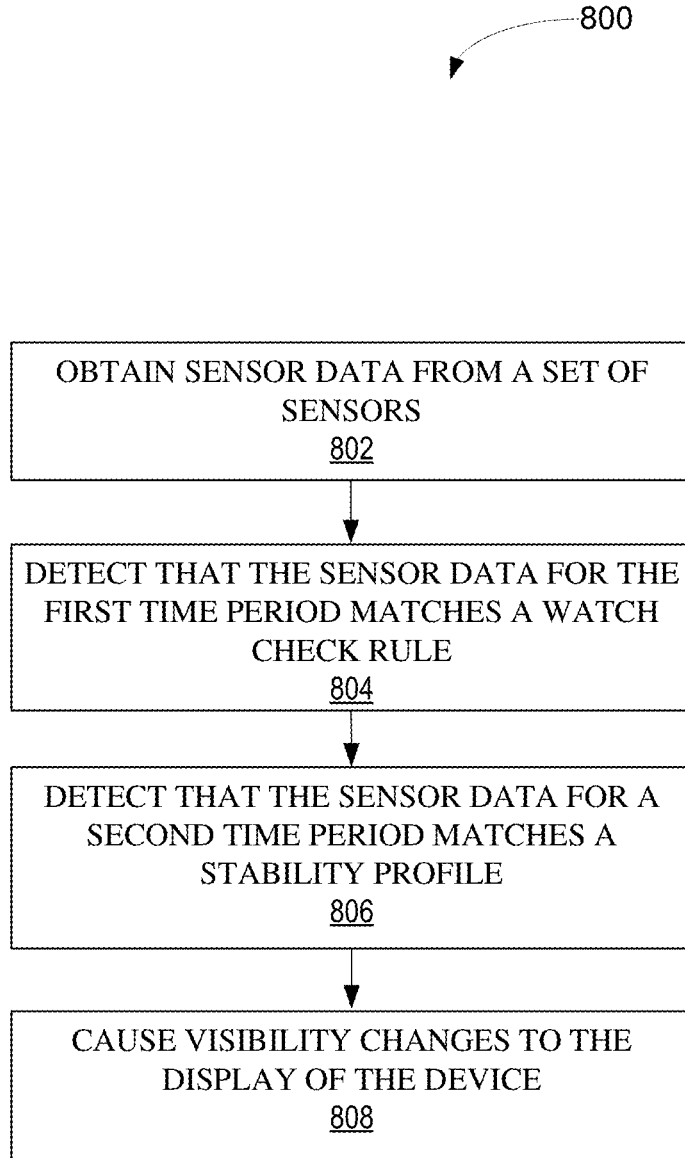 800
OBTAIN SENSOR DATA FROM A SET OF
SENSORS
802
DETECT THAT THE SENSOR DATA FOR THE
FIRST TIME PERIOD MATCHES A WATCH
CHECK RULE
804
DETECT THAT THE SENSOR DATA FOR A
SECOND TIME PERIOD MATCHES A
STABILITY PROFILE
806
CAUSE VISIBILITY CHANGES TO THE
DISPLAY OF THE DEVICE
808